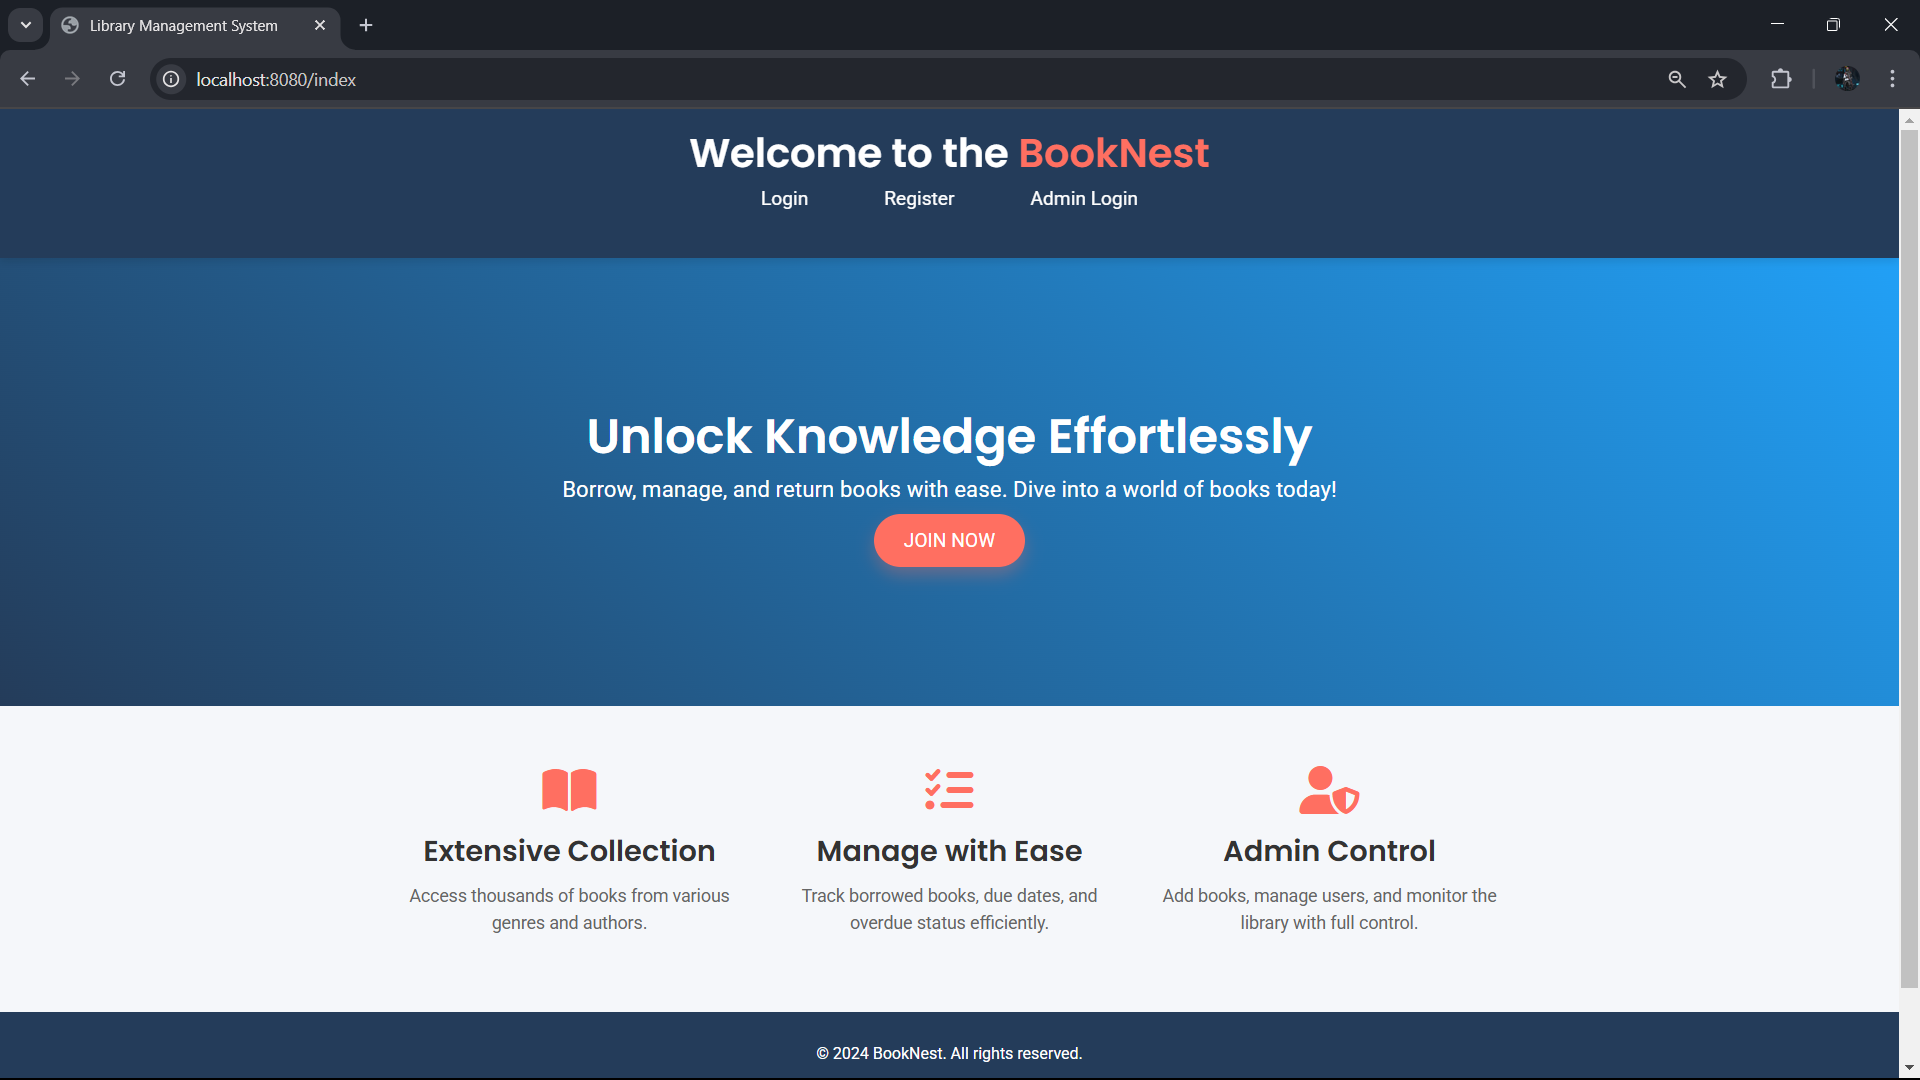 Library Management System
localhost:8080/index
Welcome to the BookNest
Login Register Admin Login
Unlock Knowledge Effortlessly
Borrow, manage, and return books with ease. Dive into a world of books today!
JOIN NOW
Extensive Collection
Access thousands of books from various
genres and authors.
Manage with Ease
Track borrowed books, due dates, and
overdue status efficiently.
Admin Control
Add books, manage users, and monitor the
library with full control.
© 2024 BookNest. All rights reserved.